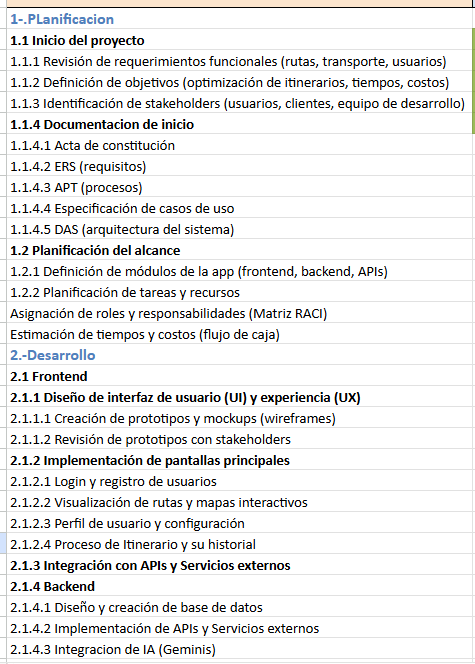 1-.PLanificacion
1.1 Inicio del proyecto
1.1.1 Revisión de requerimientos funcionales (rutas, transporte, usuarios)
1.1.2 Definición de objetivos (optimización de itinerarios, tiempos, costos)
1.1.3 Identificación de stakeholders (usuarios, clientes, equipo de desarrollo)
1.1.4 Documentacion de inicio
1.1.4.1 Acta de constitución
1.1.4.2 ERS (requisitos)
1.1.4.3 APT (procesos)
1.1.4.4 Especificación de casos de uso
1.1.4.5 DAS (arquitectura del sistema)
1.2 Planificación del alcance
1.2.1 Definición de módulos de la app (frontend, backend, APIs)
1.2.2 Planificación de tareas y recursos
Asignación de roles y responsabilidades (Matriz RACI)
Estimación de tiempos y costos (flujo de caja)
2.-Desarrollo
2.1 Frontend
2.1.1 Diseño de interfaz de usuario (UI) y experiencia (UX)
2.1.1.1 Creación de prototipos y mockups (wireframes)
2.1.1.2 Revisión de prototipos con stakeholders
2.1.2 Implementación de pantallas principales
2.1.2.1 Login y registro de usuarios
2.1.2.2 Visualización de rutas y mapas interactivos
2.1.2.3 Perfil de usuario y configuración
2.1.2.4 Proceso de Itinerario y su historial
2.1.3 Integración con APIs y Servicios externos
2.1.4 Backend
2.1.4.1 Diseño y creación de base de datos
2.1.4.2 Implementación de APIs y Servicios externos
2.1.4.3 Integracion de IA (Geminis)